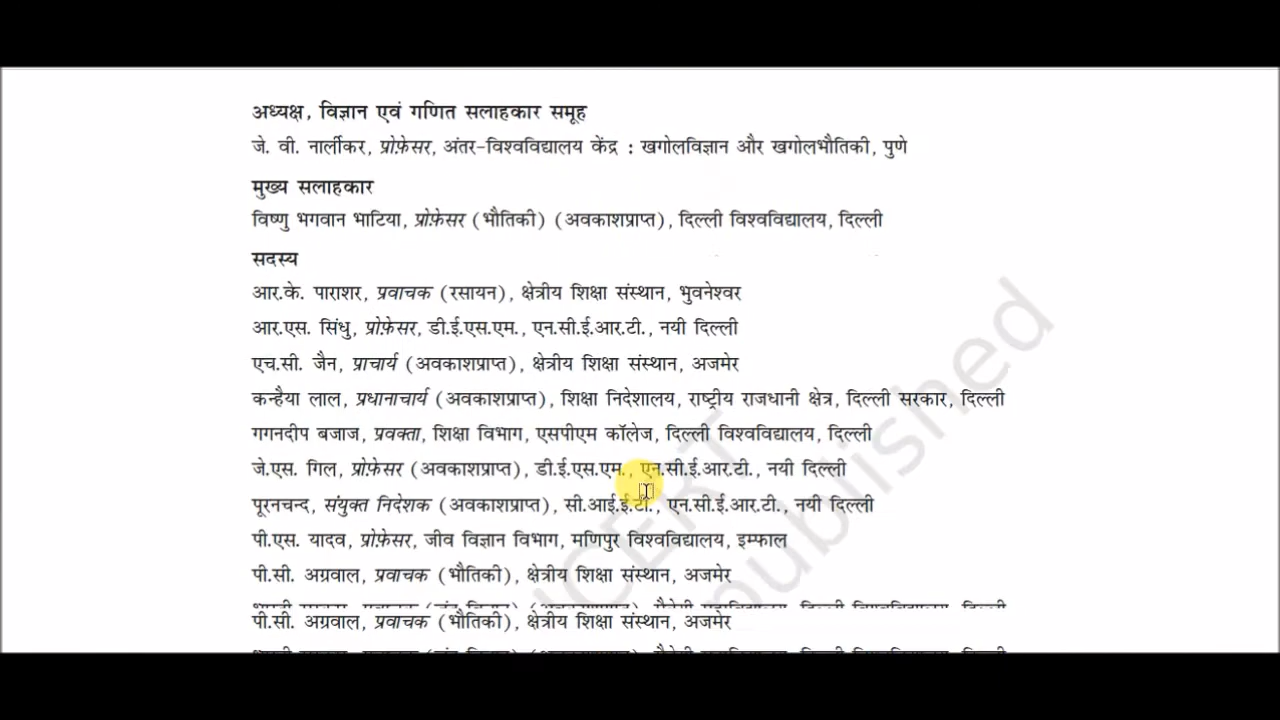 अध्यक्ष, विज्ञान एवं गणित सलाहकार समूह
जे. वी. नार्लीकर, प्रोफ़ेसर, अंतर-विश्वविद्यालय केंद्र : खगोलविज्ञान और खगोलभौतिकी, पुणे
मुख्य सलाहकार
विष्णु भगवान भाटिया, प्रोफ़ेसर (भौतिकी) (अवकाशप्राप्त), दिल्ली विश्वविद्यालय, दिल्ली
सदस्य
आर.के. पाराशर, प्रवाचक (रसायन), क्षेत्रीय शिक्षा संस्थान, भुवनेश्वर
आर.एस. सिंधु, प्रोफ़ेसर, डी.ई.एस.एम., एन.सी.ई.आर.टी., नयी दिल्ली
एच.सी. जैन, प्राचार्य (अवकाशप्राप्त), क्षेत्रीय शिक्षा संस्थान, अजमेर
कन्हैया लाल, प्रधानाचार्य (अवकाशप्राप्त), शिक्षा निदेशालय, राष्ट्रीय राजधानी क्षेत्र, दिल्ली सरकार, दिल्ली
गगनदीप बजाज, प्रवक्ता, शिक्षा विभाग, एसपीएम कॉलेज, दिल्ली विश्वविद्यालय, दिल्ली
जे.एस. गिल, प्रोफ़ेसर (अवकाशप्राप्त), डी.ई.एस.एम., एन.सी.ई.आर.टी., नयी दिल्ली
पूरनचन्द, संयुक्त निदेशक (अवकाशप्राप्त), सी.आई.ई.टी., एन.सी.ई.आर.टी., नयी दिल्ली
पी.एस. यादव, प्रोफ़ेसर, जीव विज्ञान विभाग, मणिपुर विश्वविद्यालय, इम्फाल
पी.सी. अग्रवाल, प्रवाचक (भौतिकी), क्षेत्रीय शिक्षा संस्थान, अजमेर
पी.सी. अग्रवाल, प्रवाचक (भौतिकी), क्षेत्रीय शिक्षा संस्थान, अजमेर
published